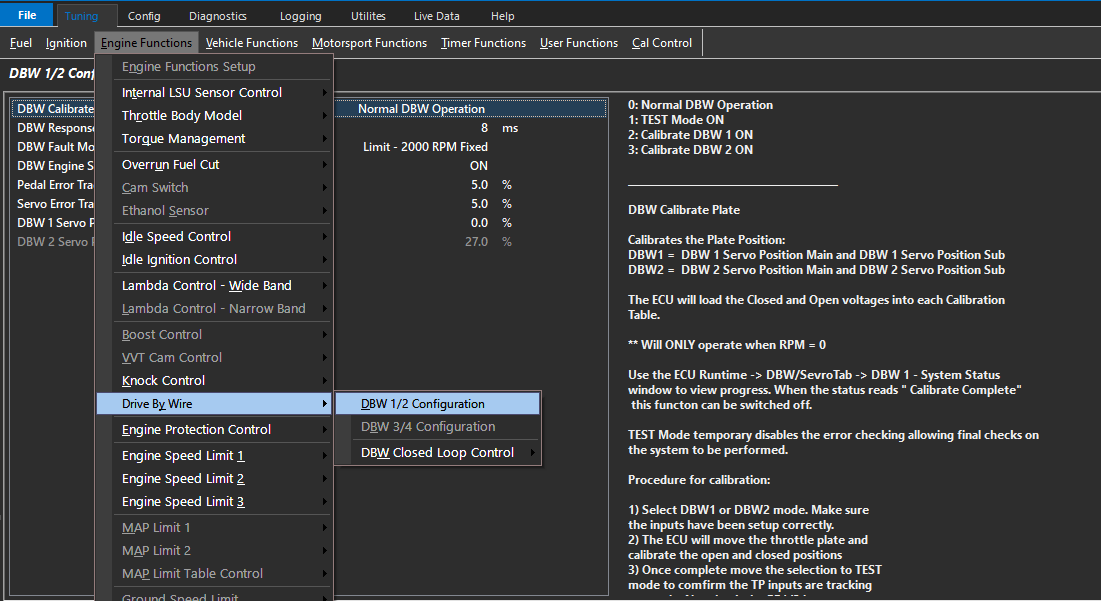 File Tuning Config Diagnostics Logging Utilites Live Data Help
Fuel Ignition Engine Functions Vehicle Functions Motorsport Functions Timer Functions User Functions Cal Control
DBW 1/2 Conf
Engine Functions Setup
Internal LSU Sensor Control
Throttle Body Model
Torque Management
Overrun Fuel Cut
Cam Switch
Ethanol Sensor
Idle Speed Control
Idle Ignition Control
Lambda Control - Wide Band
Lambda Control - Narrow Band
Boost Control
VVT Cam Control
Knock Control
Drive By Wire
Engine Protection Control
Engine Speed Limit 1
Engine Speed Limit 2
Engine Speed Limit 3
MAP Limit 1
MAP Limit 2
MAP Limit Table Control
Ground Speed Limit
DBW 1/2 Configuration
DBW 3/4 Configuration
DBW Closed Loop Control
DBW Calibrate Normal DBW Operation
DBW Respons 8 ms
DBW Fault Mo Limit - 2000 RPM Fixed
DBW Engine S ON
Pedal Error Tra 5.0 %
Servo Error Tra 5.0 %
DBW 1 Servo P 0.0 %
DBW 2 Servo 27.0 %
0: Normal DBW Operation
1: TEST Mode ON
2: Calibrate DBW 1 ON
3: Calibrate DBW 2 ON
DBW Calibrate Plate
Calibrates the Plate Position:
DBW1 = DBW 1 Servo Position Main and DBW 1 Servo Position Sub
DBW2 = DBW 2 Servo Position Main and DBW 2 Servo Position Sub
The ECU will load the Closed and Open voltages into each Calibration
Table.
** Will ONLY operate when RPM = 0
Use the ECU Runtime -> DBW/SevroTab -> DBW 1 - System Status
window to view progress. When the status reads " Calibrate Complete"
this functon can be switched off.
TEST Mode temporary disables the error checking allowing final checks on
the system to be performed.
Procedure for calibration:
1) Select DBW1 or DBW2 mode. Make sure
the inputs have been setup correctly.
2) The ECU will move the throttle plate and
calibrate the open and closed positions
3) Once complete move the selection to TEST
mode to confirm the TP inputs are tracking